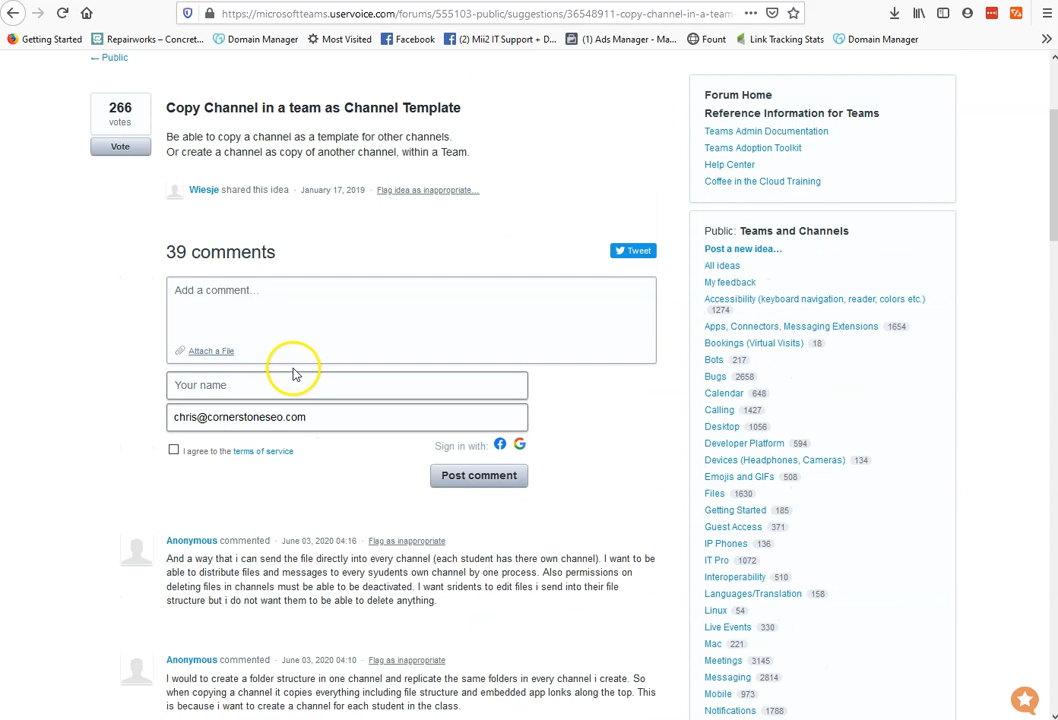 https://microsoftteams.uservoice.com/forums/555103-public/suggestions/36548911-copy-channel-in-a-team-
Getting Started
Repairworks – Concret...
Domain Manager
Most Visited
Facebook
(2) Mii2 IT Support + D...
(1) Ads Manager - Ma...
Fount
Link Tracking Stats
Domain Manager
← Public
266
votes
Vote
Copy Channel in a team as Channel Template
Be able to copy a channel as a template for other channels.
Or create a channel as copy of another channel, within a Team.
Wiesje shared this idea · January 17, 2019 · Flag idea as inappropriate…
39 comments
Tweet
Add a comment…
Attach a File
Your name
chris@cornerstoneseo.com
Sign in with:
I agree to the terms of service
Post comment
Anonymous commented · June 03, 2020 04:16 · Flag as inappropriate
And a way that i can send the file directly into every channel (each student has there own channel). I want to be
able to distribute files and messages to every syudents own channel by one process. Also permissions on
deleting files in channels must be able to be deactivated. I want sridents to edit files i send into their file
structure but i do not want them to be able to delete anything.
Anonymous commented · June 03, 2020 04:10 · Flag as inappropriate
I would to create a folder structure in one channel and replicate the same folders in every channel i create. So
when copying a channel it copies everything including file structure and embedded app lonks along the top. This
is because i want to create a channel for each student in the class.
Forum Home
Reference Information for Teams
Teams Admin Documentation
Teams Adoption Toolkit
Help Center
Coffee in the Cloud Training
Public: Teams and Channels
Post a new idea…
All ideas
My feedback
Accessibility (keyboard navigation, reader, colors etc.)
1274
Apps, Connectors, Messaging Extensions 1654
Bookings (Virtual Visits) 18
Bots 217
Bugs 2658
Calendar 648
Calling 1427
Desktop 1056
Developer Platform 594
Devices (Headphones, Cameras) 134
Emojis and GIFs 508
Files 1630
Getting Started 185
Guest Access 371
IP Phones 136
IT Pro 1072
Interoperability 510
Languages/Translation 158
Linux 54
Live Events 330
Mac 221
Meetings 3145
Messaging 2814
Mobile 973
Notifications 1788